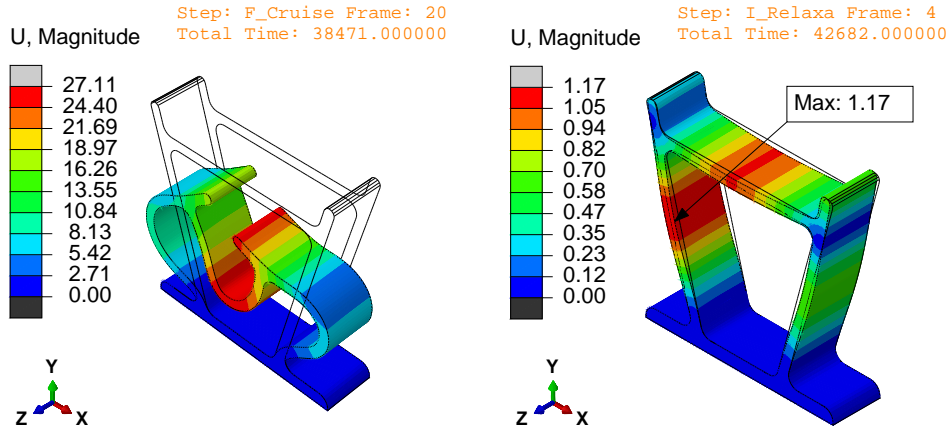 Step: F_Cruise Frame: 20
Total Time: 38471.000000
U, Magnitude
27.11
24.40
21.69
18.97
16.26
13.55
10.84
8.13
5.42
2.71
0.00
Y
Z
X
Step: I_Relaxa Frame: 4
Total Time: 42682.000000
U, Magnitude
1.17
1.05
0.94
0.82
0.70
0.58
0.47
0.35
0.23
0.12
0.00
Max: 1.17
Y
Z
X